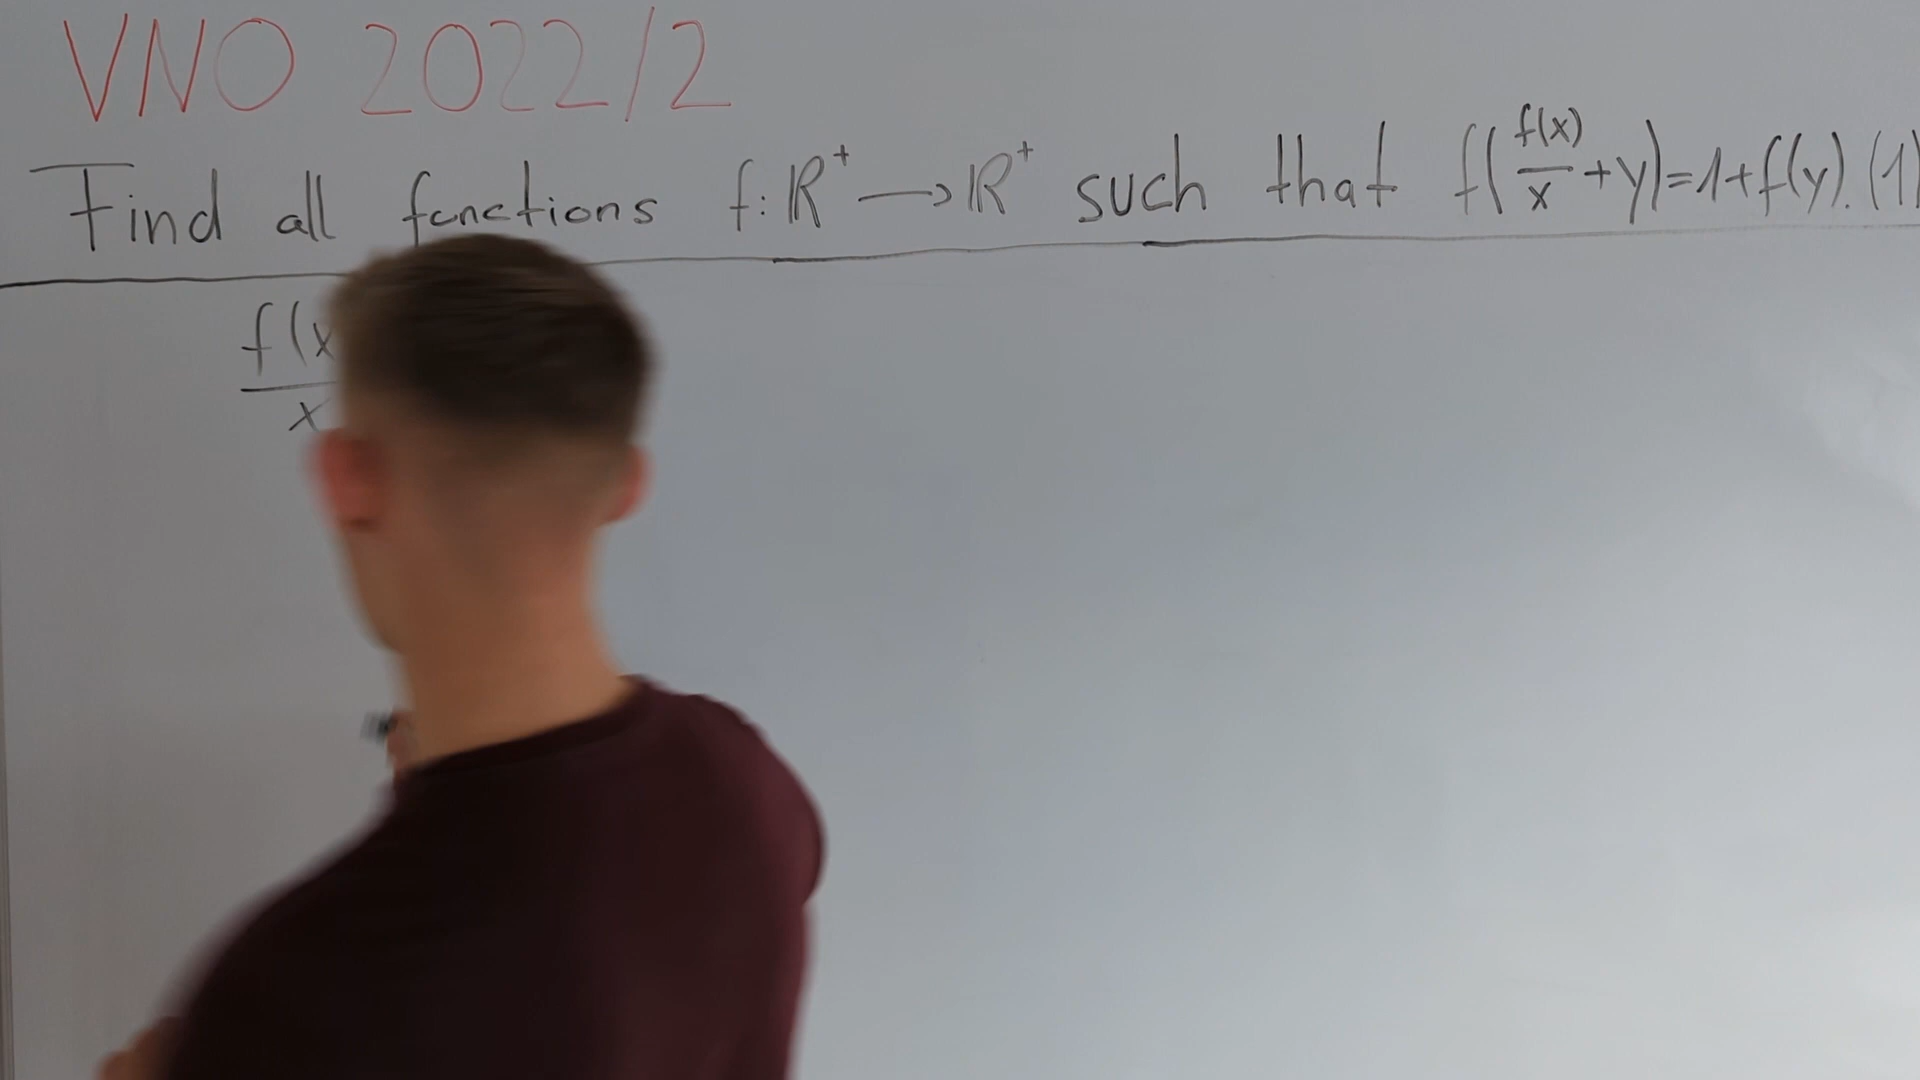 VNO 2022/2
Find all functions f: ℝ⁺ → ℝ⁺ such that f(f(x)/x + y) = 1 + f(y). (1)
f(x
x